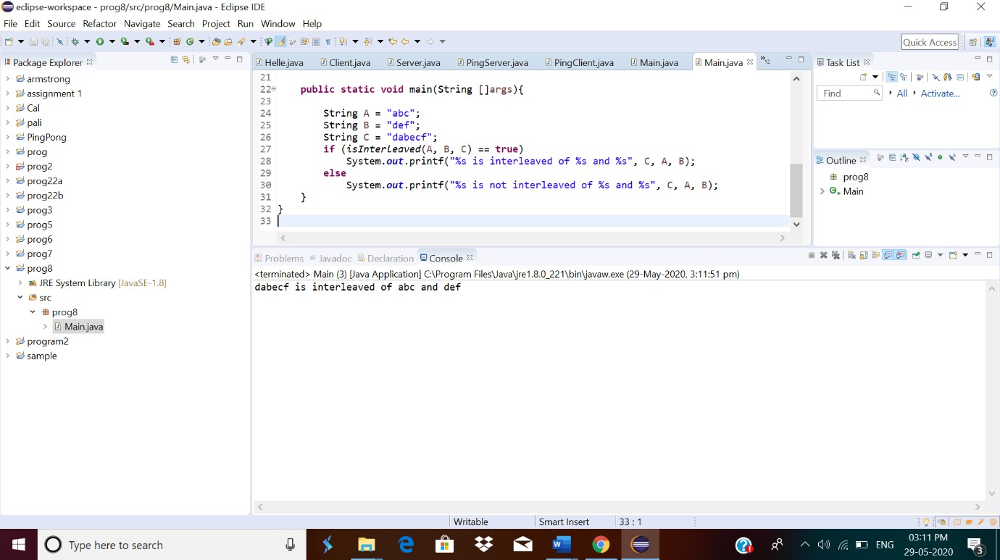 eclipse-workspace - prog8/src/prog8/Main.java - Eclipse IDE
File Edit Source Refactor Navigate Search Project Run Window Help
Quick Access
Package Explorer
armstrong
assignment 1
Cal
pali
PingPong
prog
prog2
prog22a
prog22b
prog3
prog5
prog6
prog7
prog8
JRE System Library [JavaSE-1.8]
src
prog8
Main.java
program2
sample
Helle.java Client.java Server.java PingServer.java PingClient.java Main.java Main.java »12
21
22 public static void main(String []args){
23
24 String A = "abc";
25 String B = "def";
26 String C = "dabecf";
27 if (isInterleaved(A, B, C) == true)
28 System.out.printf("%s is interleaved of %s and %s", C, A, B);
29 else
30 System.out.printf("%s is not interleaved of %s and %s", C, A, B);
31 }
32 }
33
Task List
Find All Activate...
Outline
prog8
Main
Problems Javadoc Declaration Console
<terminated> Main (3) [Java Application] C:\Program Files\Java\jre1.8.0_221\bin\javaw.exe (29-May-2020, 3:11:51 pm)
dabecf is interleaved of abc and def
Writable Smart Insert 33 : 1
Type here to search
ENG
03:11 PM
29-05-2020
3